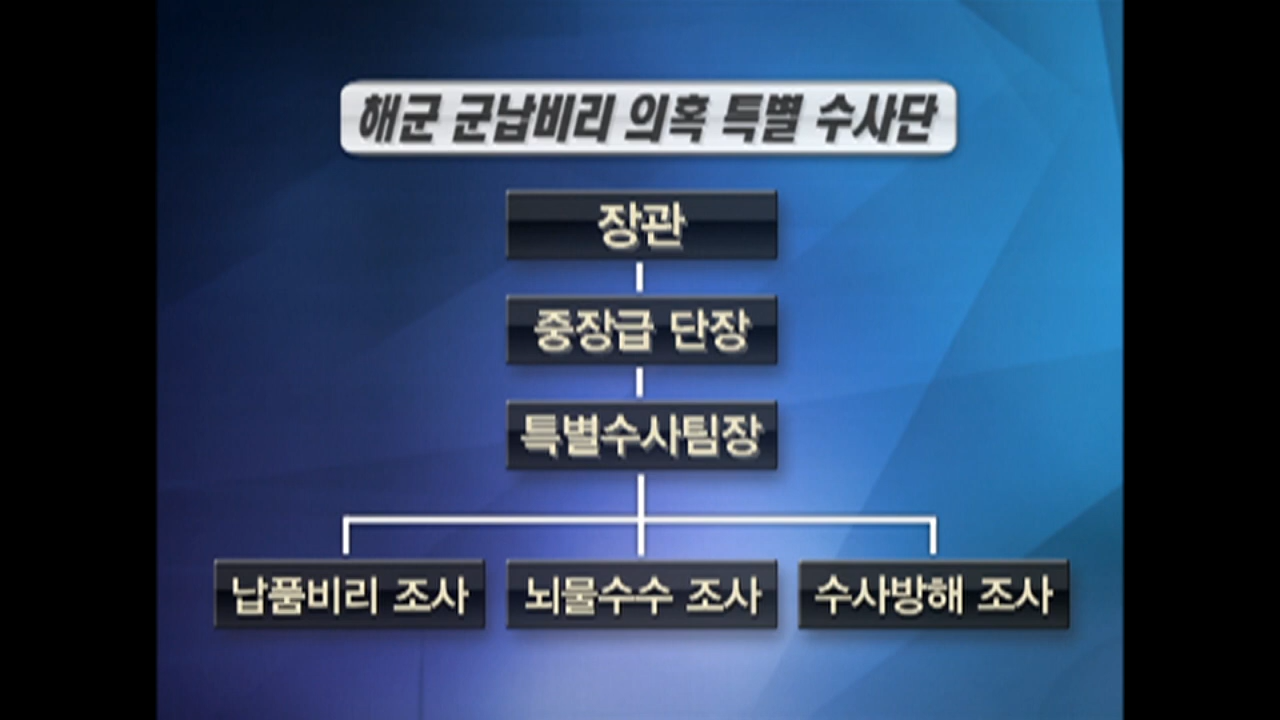 해군 군납비리 의혹 특별 수사단
장관
중장급 단장
특별수사팀장
납품비리 조사
뇌물수수 조사
수사방해 조사